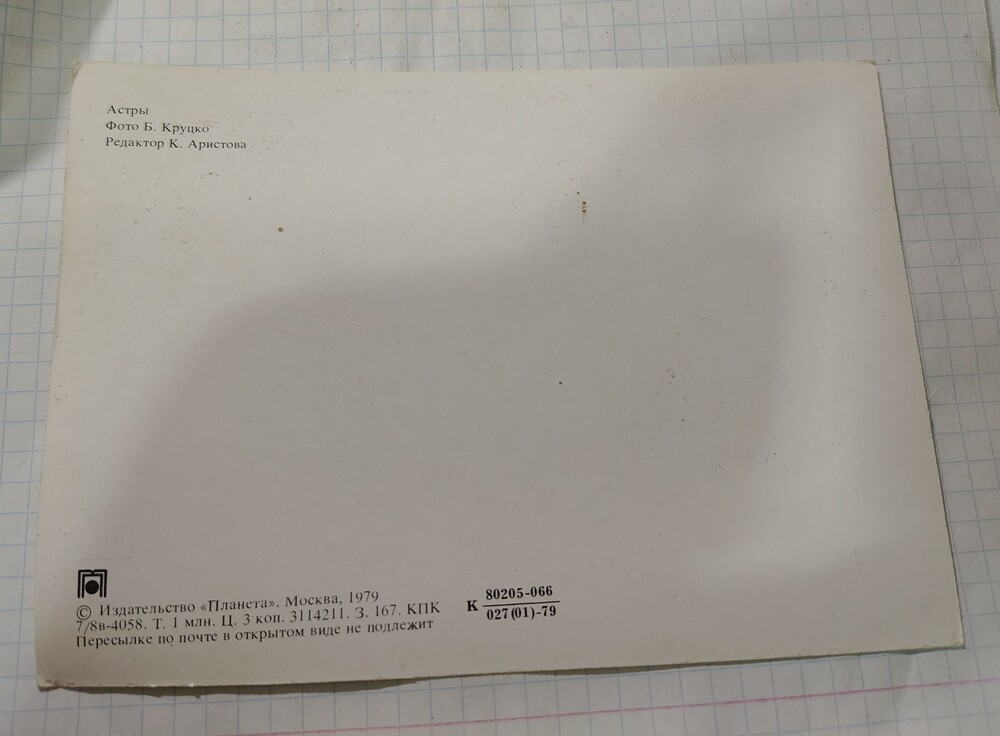 Астры
Фото Б. Круцко
Редактор К. Аристова
© Издательство «Планета». Москва, 1979
7/8в-4058. Т. 1 млн. Ц. 3 коп. 3114211. З. 167. КПК
Пересылке по почте в открытом виде не подлежит
К 80205-066
027(01)-79